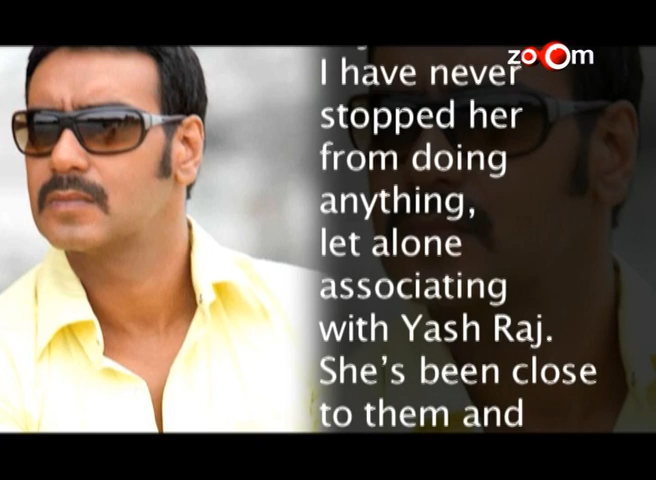 zoom
I have never
stopped her
from doing
anything,
let alone
associating
with Yash Raj.
She's been close
to them and